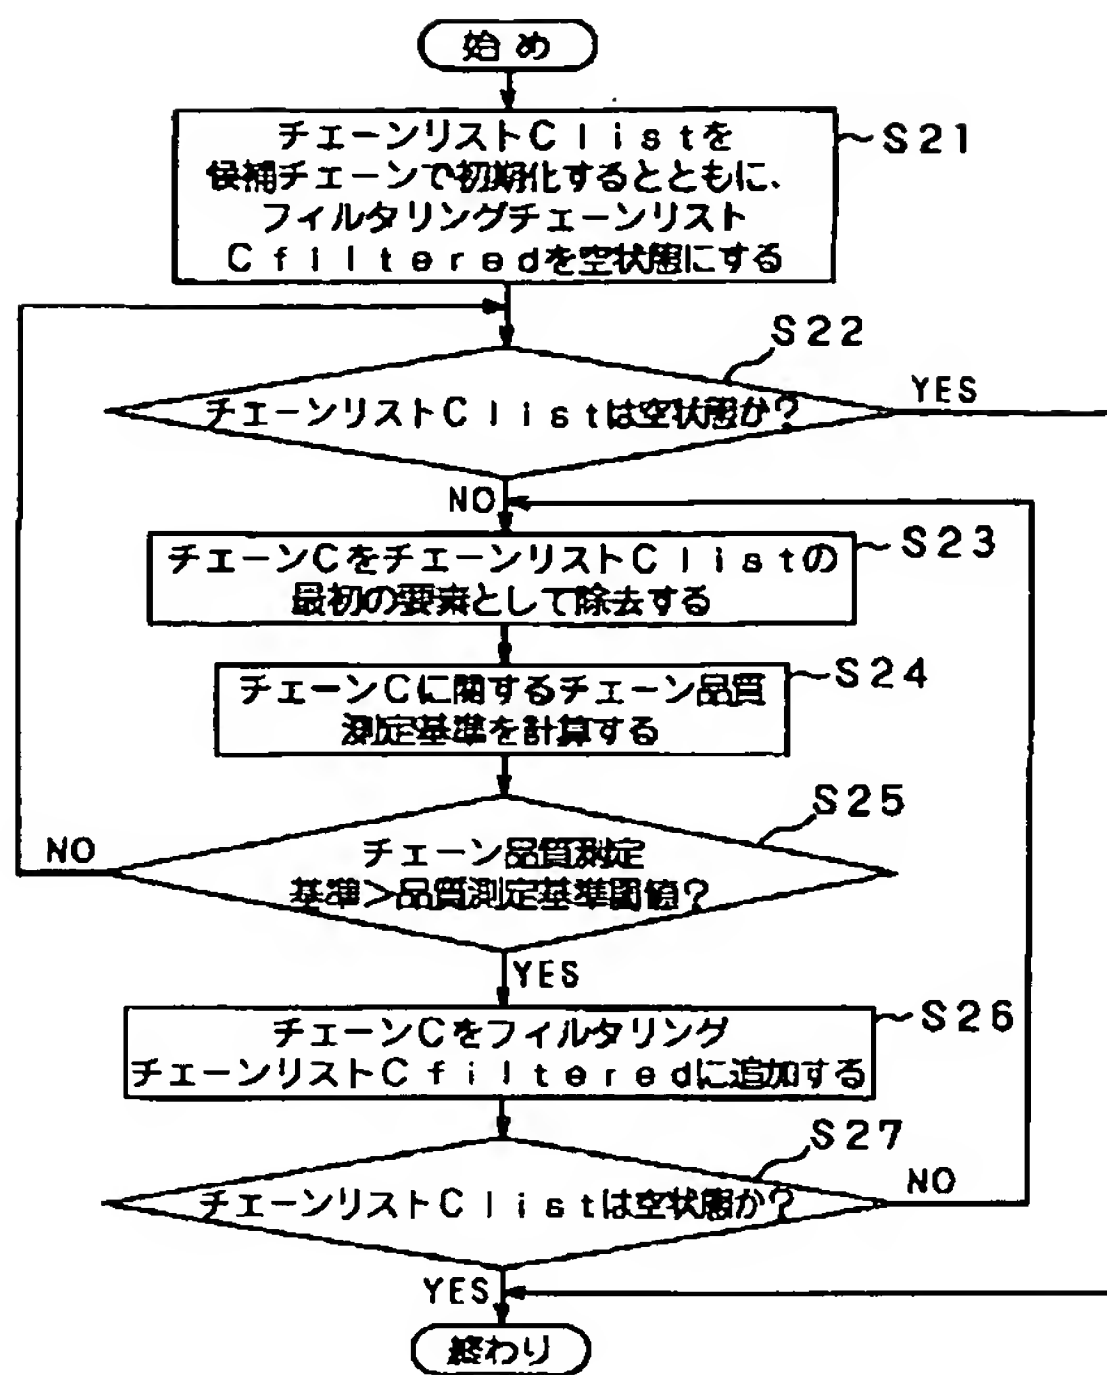 始め
チェーンリストClistを
候補チェーンで初期化するとともに、
フィルタリングチェーンリスト
Cfilteredを空状態にする
S21
S22
チェーンリストClistは空状態か?
YES
NO
チェーンCをチェーンリストClistの
最初の要素として除去する
S23
チェーンCに関するチェーン品質
測定基準を計算する
S24
S25
チェーン品質測定
基準>品質測定基準閾値?
NO
YES
チェーンCをフィルタリング
チェーンリストCfilteredに追加する
S26
S27
チェーンリストClistは空状態か?
NO
YES
終わり